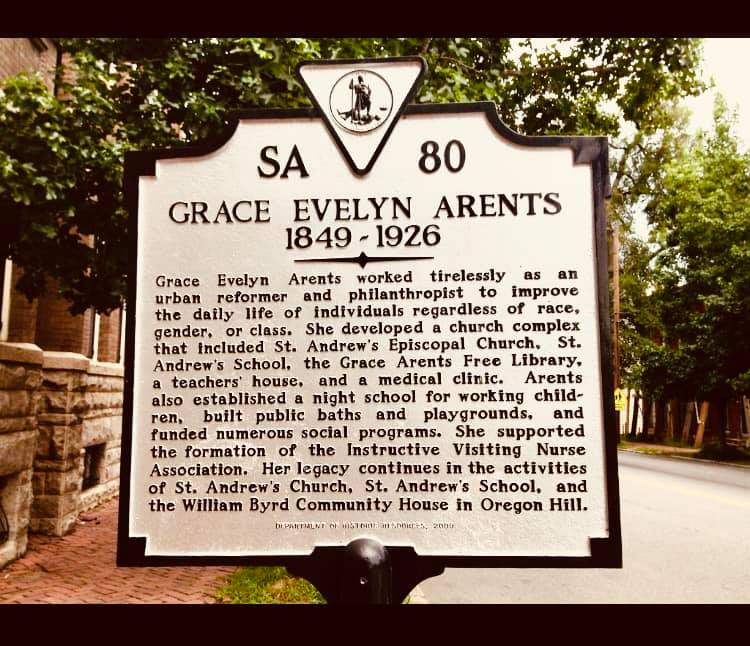 SA 80
GRACE EVELYN ARENTS
1849-1926
Grace Evelyn Arents worked tirelessly as an
urban reformer and philanthropist to improve
the daily life of individuals regardless of race,
gender, or class. She developed a church complex
that included St. Andrew's Episcopal Church, St.
Andrew's School, the Grace Arents Free Library,
a teachers' house, and a medical clinic. Arents
also established a night school for working child-
ren, built public baths and playgrounds, and
funded numerous social programs. She supported
the formation of the Instructive Visiting Nurse
Association. Her legacy continues in the activities
of St. Andrew's Church, St. Andrew's School, and
the William Byrd Community House in Oregon Hill.
DEPARTMENT OF HISTORIC RESOURCES, 2009